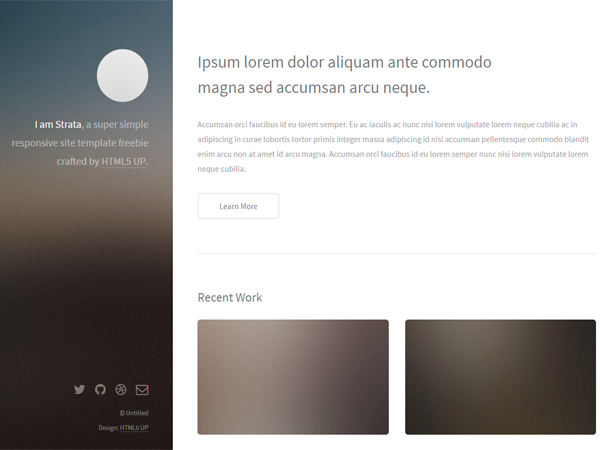 I am Strata, a super simple
responsive site template freebie
crafted by HTML5 UP.
© Untitled
Design: HTML5 UP
Ipsum lorem dolor aliquam ante commodo
magna sed accumsan arcu neque.
Accumsan orci faucibus id eu lorem semper. Eu ac iaculis ac nunc nisi lorem vulputate lorem neque cubilia ac in
adipiscing in curae lobortis tortor primis integer massa adipiscing id nisi accumsan pellentesque commodo blandit
enim arcu non at amet id arcu magna. Accumsan orci faucibus id eu lorem semper nunc nisi lorem vulputate lorem
neque cubilia.
Learn More
Recent Work